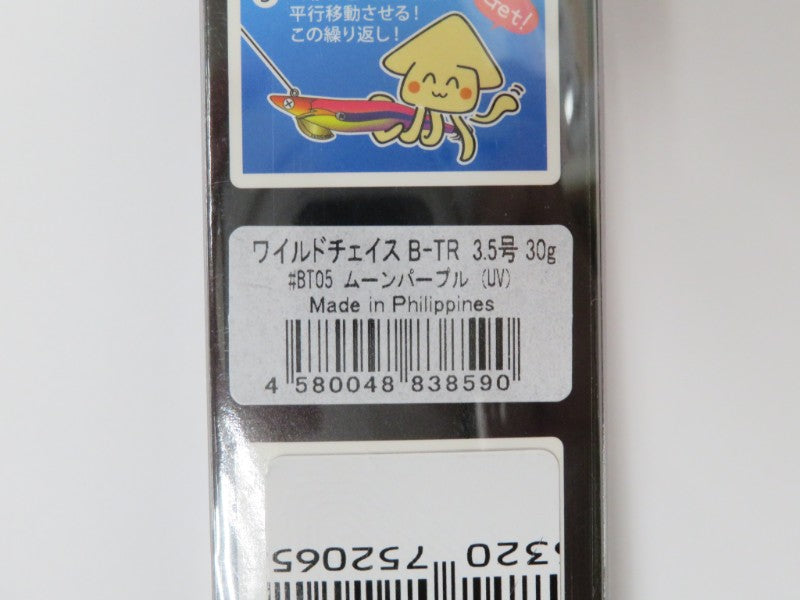 Get!
平行移動させる!
この繰り返し!
ワイルドチェイス B-TR 3.5号 30g
#BT05 ムーンパープル (UV)
Made in Philippines
4 580048 838590
320 752065